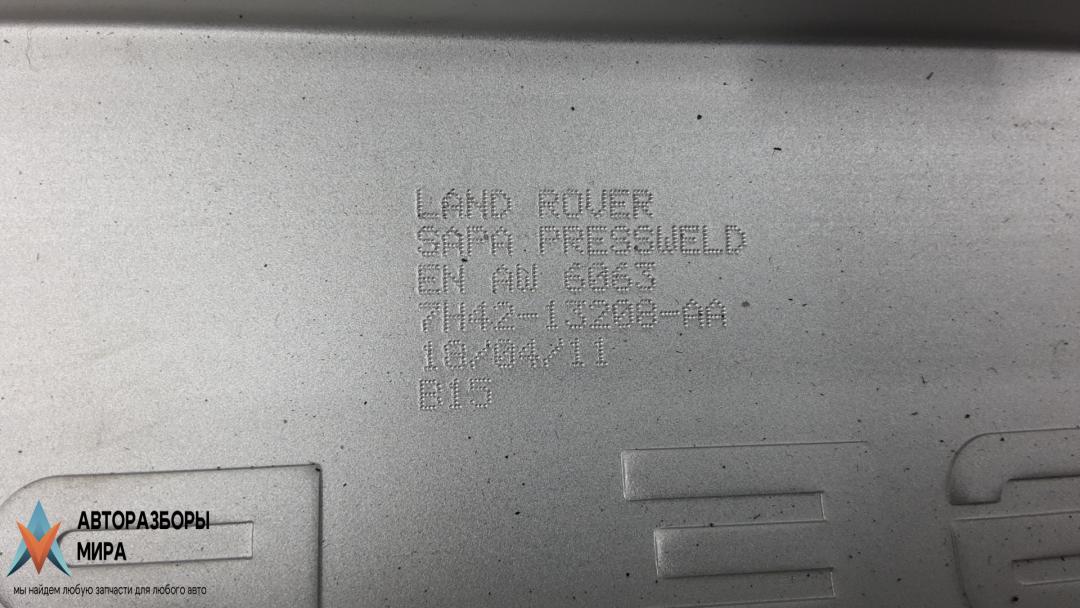 LAND ROVER
SAPA PRESSWELD
EN AW 6063
7H42-13208-AA
18/04/11
B15
АВТОРАЗБОРЫ
МИРА
мы найдем любую запчасти для любого авто